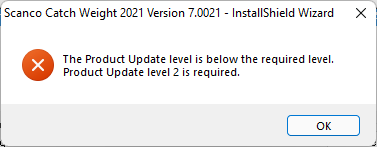 Scanco Catch Weight 2021 Version 7.0021 - InstallShield Wizard
The Product Update level is below the required level.
Product Update level 2 is required.
OK